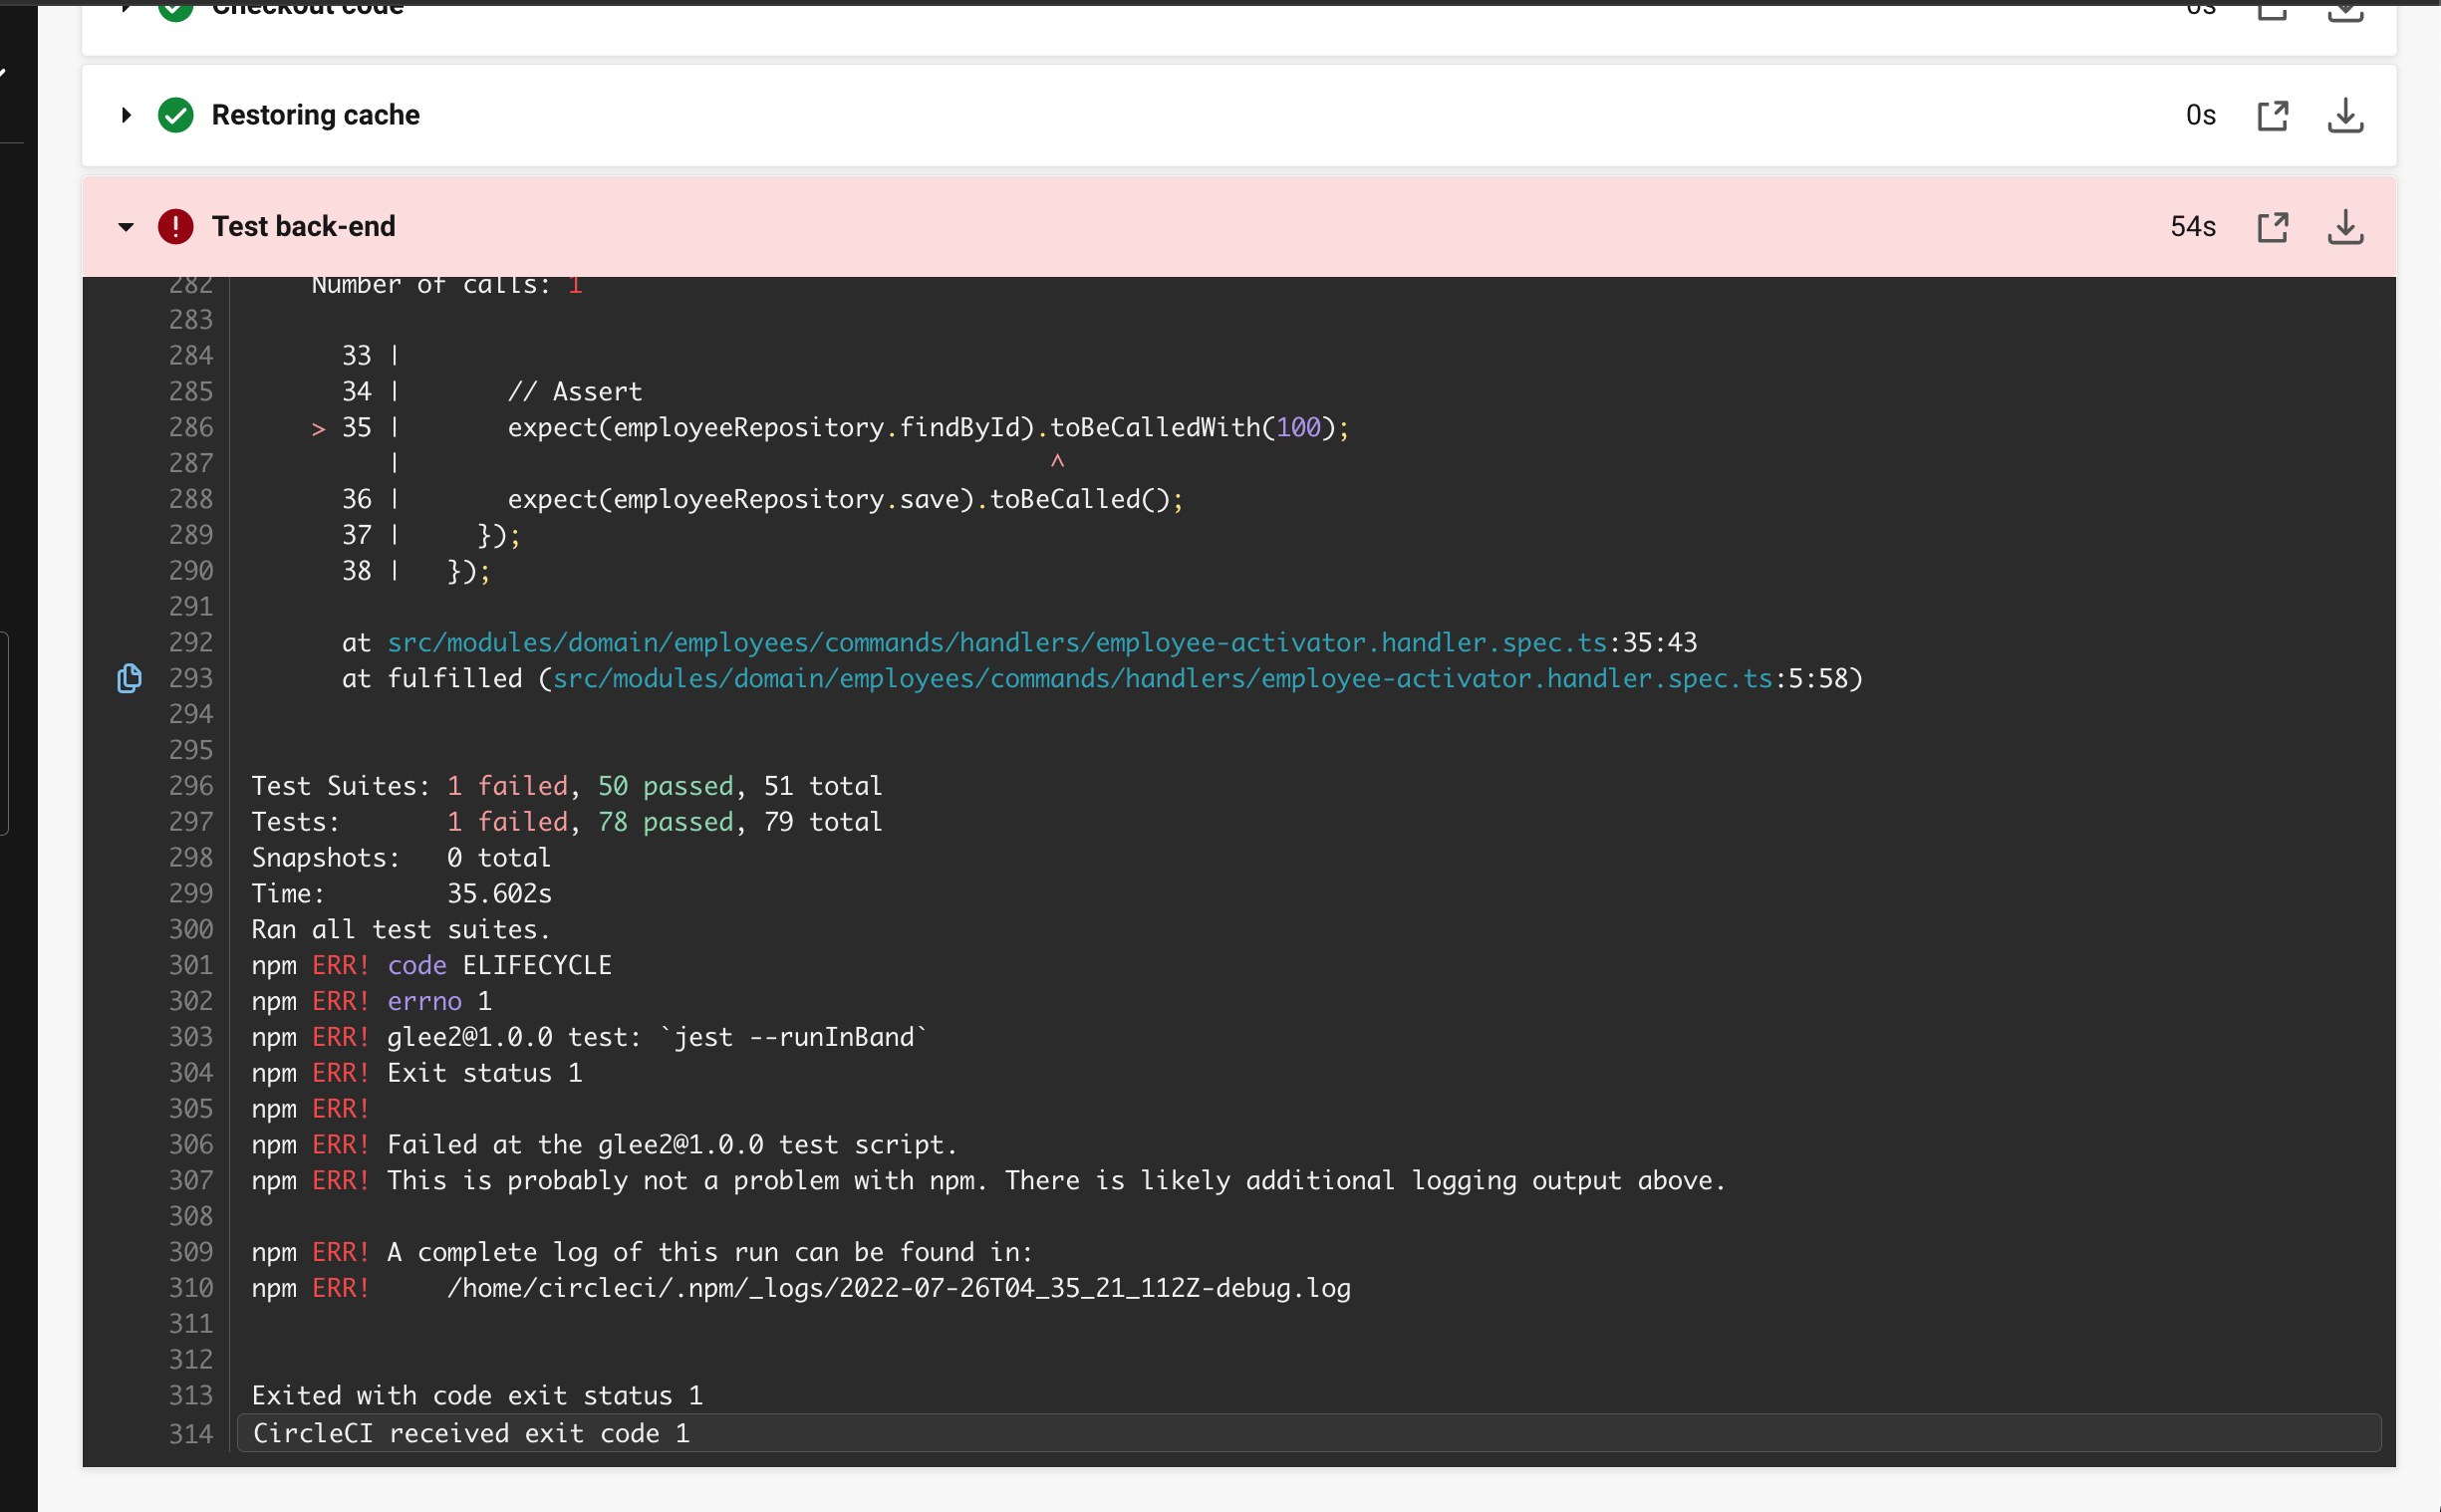 Checkout code 0s
Restoring cache 0s
Test back-end 54s
282 Number of calls: 1
283
284 33 |
285 34 | // Assert
286 > 35 | expect(employeeRepository.findById).toBeCalledWith(100);
287 | ^
288 36 | expect(employeeRepository.save).toBeCalled();
289 37 | });
290 38 | });
291
292 at src/modules/domain/employees/commands/handlers/employee-activator.handler.spec.ts:35:43
293 at fulfilled (src/modules/domain/employees/commands/handlers/employee-activator.handler.spec.ts:5:58)
294
295
296 Test Suites: 1 failed, 50 passed, 51 total
297 Tests: 1 failed, 78 passed, 79 total
298 Snapshots: 0 total
299 Time: 35.602s
300 Ran all test suites.
301 npm ERR! code ELIFECYCLE
302 npm ERR! errno 1
303 npm ERR! glee2@1.0.0 test: `jest --runInBand`
304 npm ERR! Exit status 1
305 npm ERR!
306 npm ERR! Failed at the glee2@1.0.0 test script.
307 npm ERR! This is probably not a problem with npm. There is likely additional logging output above.
308
309 npm ERR! A complete log of this run can be found in:
310 npm ERR! /home/circleci/.npm/_logs/2022-07-26T04_35_21_112Z-debug.log
311
312
313 Exited with code exit status 1
314 CircleCI received exit code 1